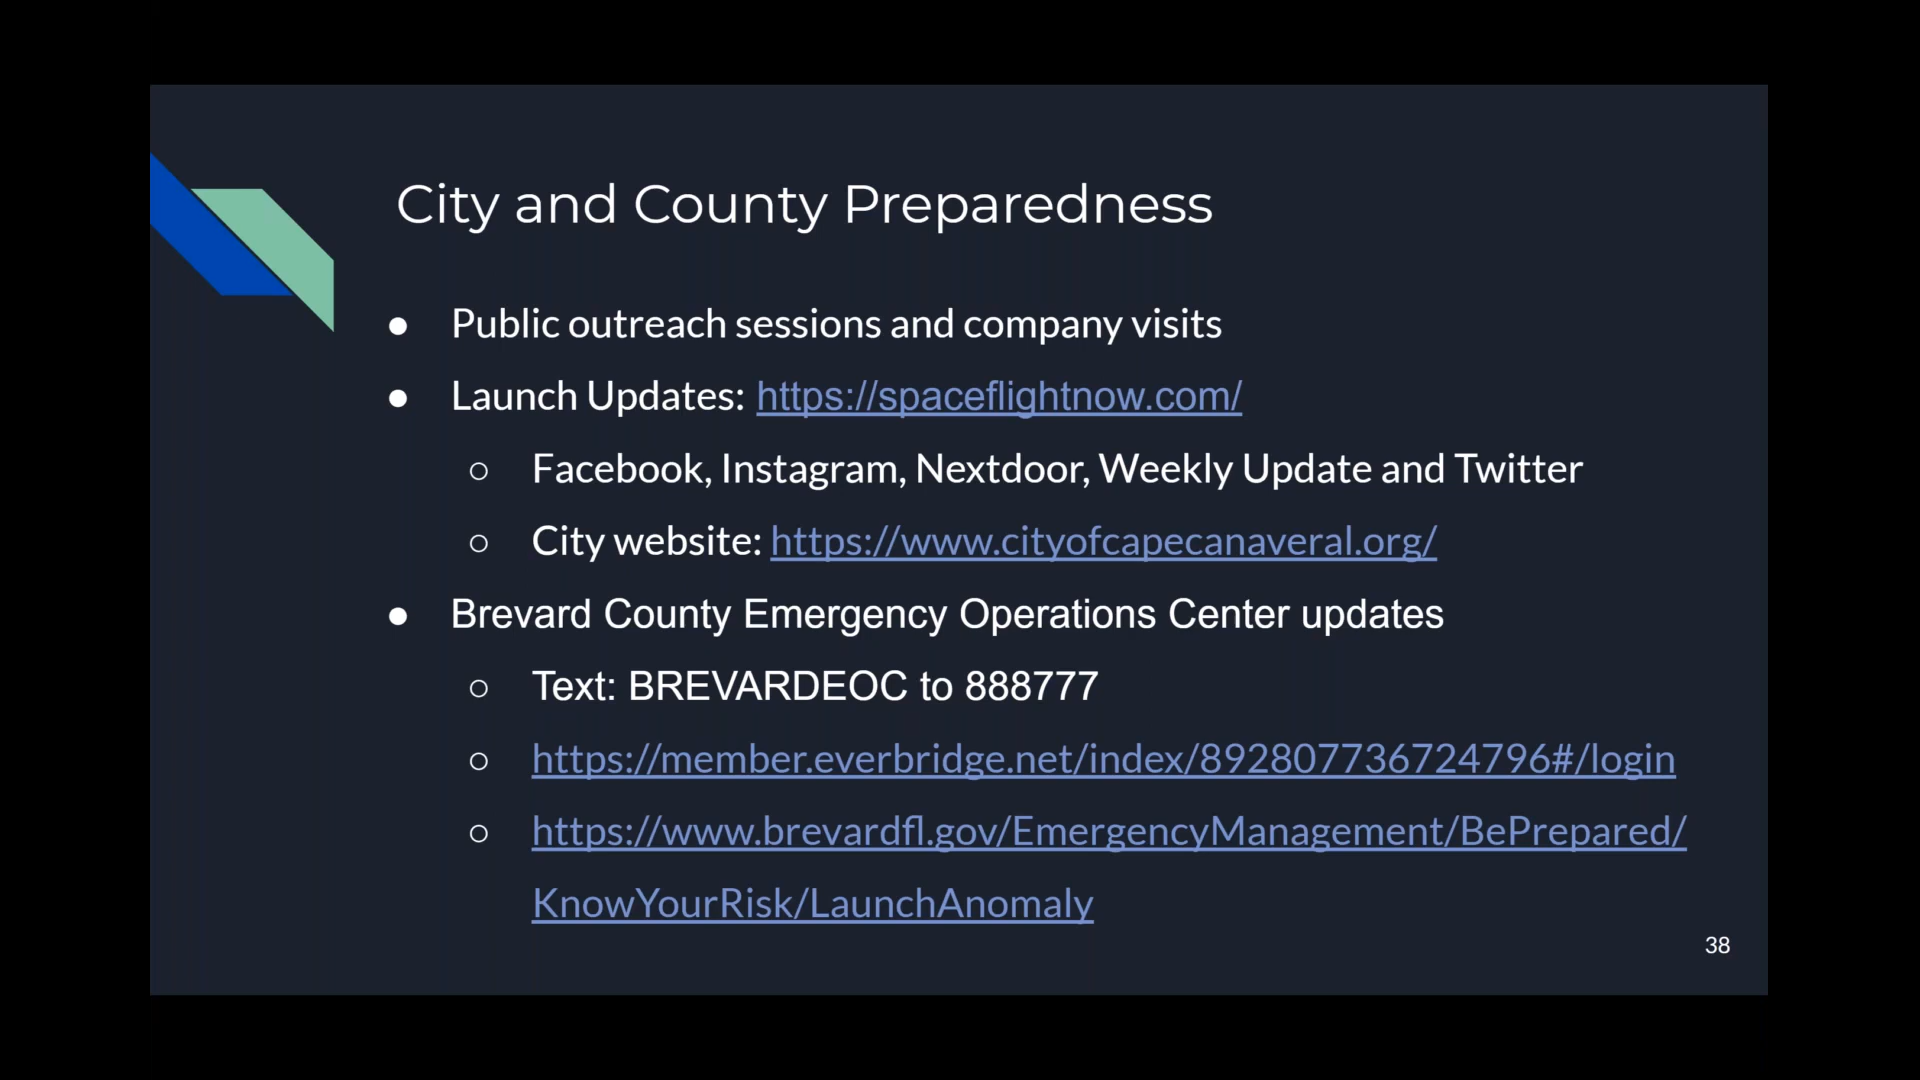 City and County Preparedness
● Public outreach sessions and company visits
● Launch Updates: https://spaceflightnow.com/
○ Facebook, Instagram, Nextdoor, Weekly Update and Twitter
○ City website: https://www.cityofcapecanaveral.org/
● Brevard County Emergency Operations Center updates
○ Text: BREVARDEOC to 888777
○ https://member.everbridge.net/index/892807736724796#/login
○ https://www.brevardfl.gov/EmergencyManagement/BePrepared/
KnowYourRisk/LaunchAnomaly
38